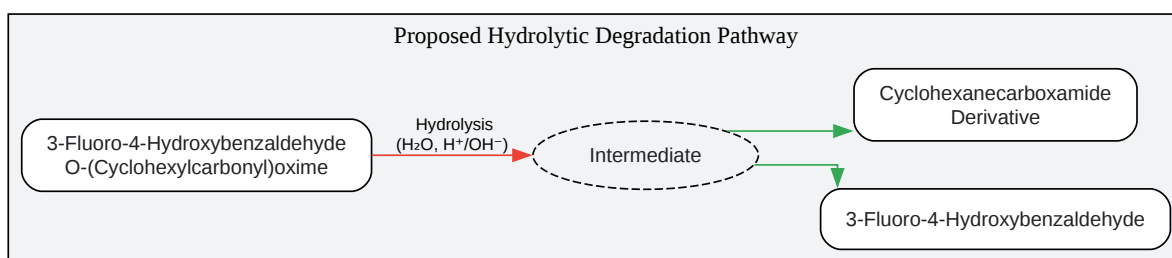 Proposed Hydrolytic Degradation Pathway
3-Fluoro-4-Hydroxybenzaldehyde
O-(Cyclohexylcarbonyl)oxime
Hydrolysis
(H₂O, H⁺/OH⁻)
Intermediate
Cyclohexanecarboxamide
Derivative
3-Fluoro-4-Hydroxybenzaldehyde